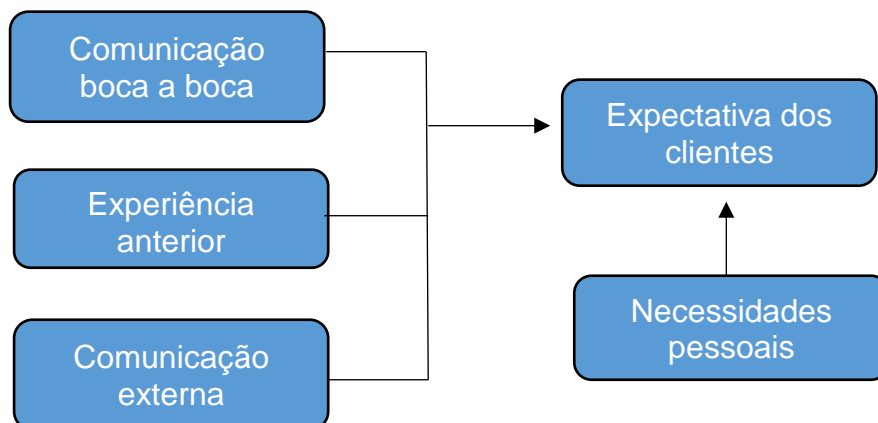 Comunicação
boca a boca
Experiência
anterior
Comunicação
externa
Expectativa dos
clientes
Necessidades
pessoais